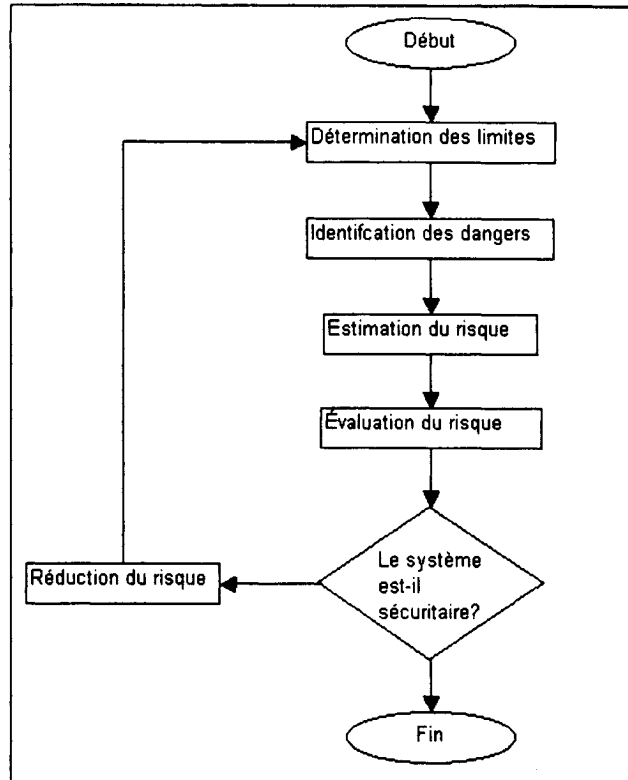 Début
Détermination des limites
Identifcation des dangers
Estimation du risque
Évaluation du risque
Le système
est-il
sécuritaire?
Réduction du risque
Fin